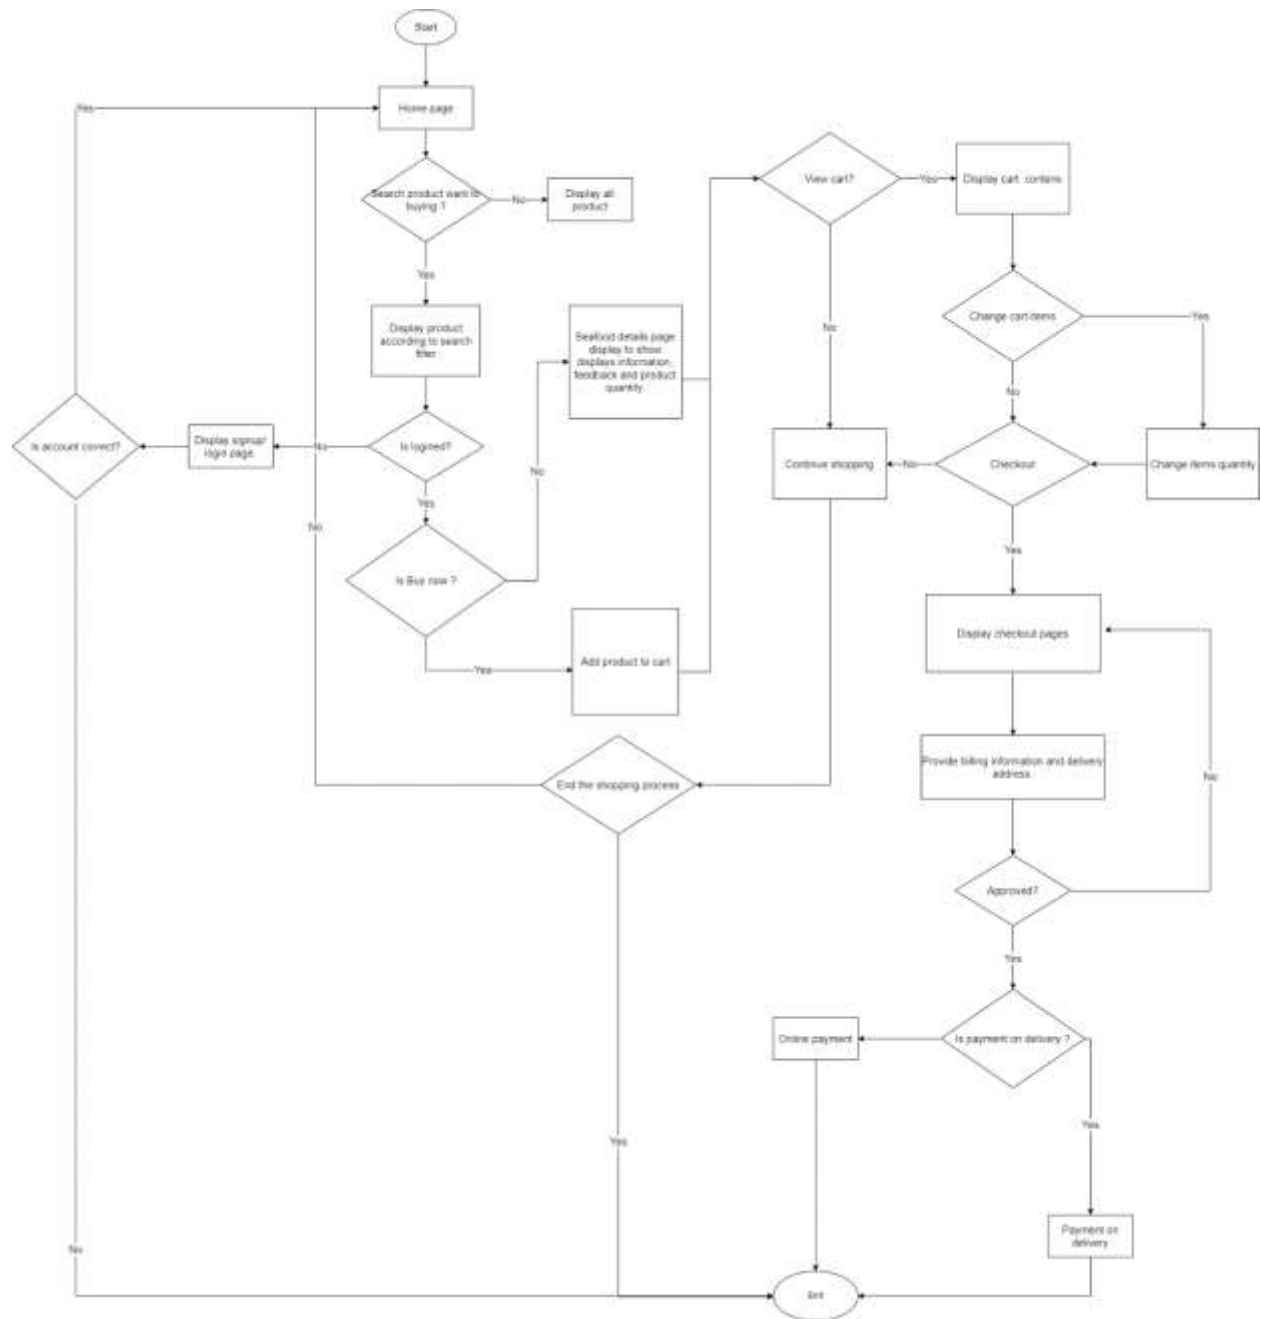 Start
Yes
Home page
Search product want to
buying ?
No
Display all
product
View cart?
Yes
Display cart contains
Yes
Display product
according to search
filter
Seafood details page
display to show
displays information,
feedback and product
quantity.
No
Change cart items
Yes
No
Is account correct?
Display signup/
login page.
No
Is logined?
No
Continue shopping
No
Checkout
Change items quantity
Yes
No
Is Buy now ?
Yes
Yes
Add product to cart
Display checkout pages
End the shopping process
Provide billing information and delivery
address.
No
Approved?
Yes
Online payment
Is payment on delivery ?
Yes
Yes
No
Payment on
delivery